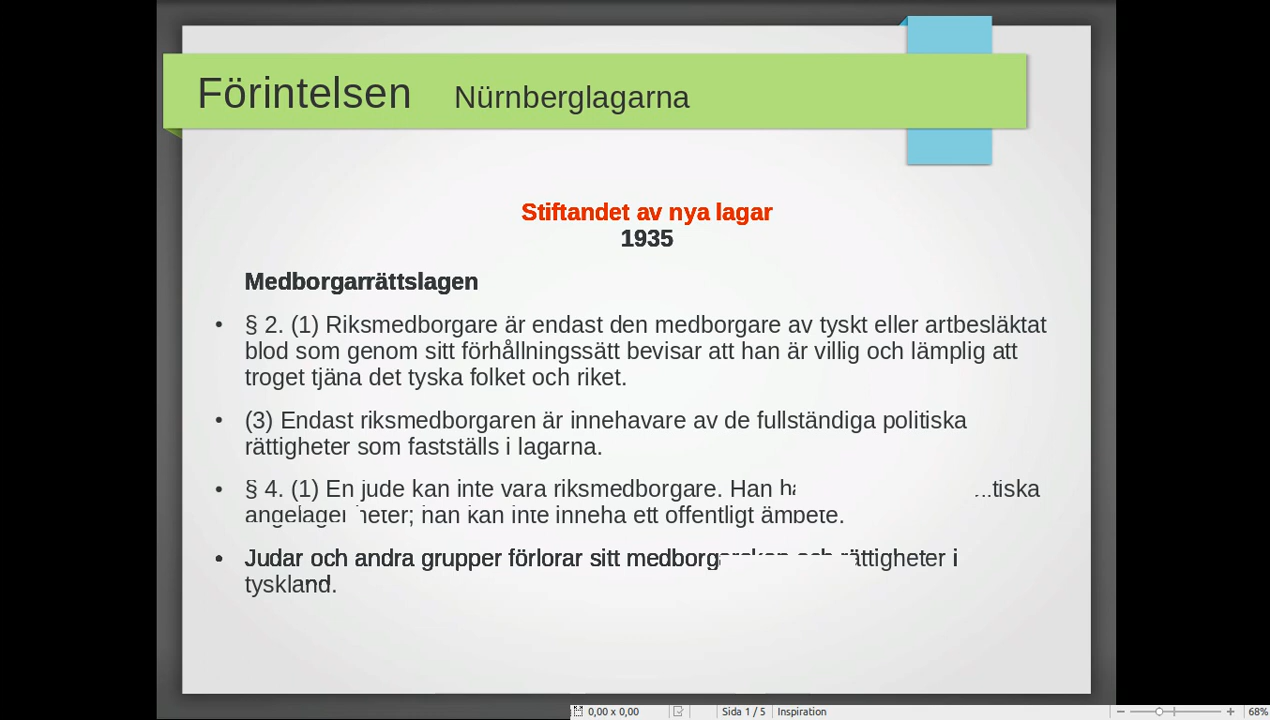 Förintelsen Nürnberglagarna
Stiftandet av nya lagar
1935
Medborgarrättslagen
• § 2. (1) Riksmedborgare är endast den medborgare av tyskt eller artbesläktat
blod som genom sitt förhållningssätt bevisar att han är villig och lämplig att
troget tjäna det tyska folket och riket.
• (3) Endast riksmedborgaren är innehavare av de fullständiga politiska
rättigheter som fastställs i lagarna.
• § 4. (1) En jude kan inte vara riksmedborgare. Han
han kan inte inneha ett offentligt ämbete.
• Judar och andra grupper förlorar sitt rättigheter i
tyskland.
0,00 x 0,00 Sida 1 / 5 Inspiration 68%